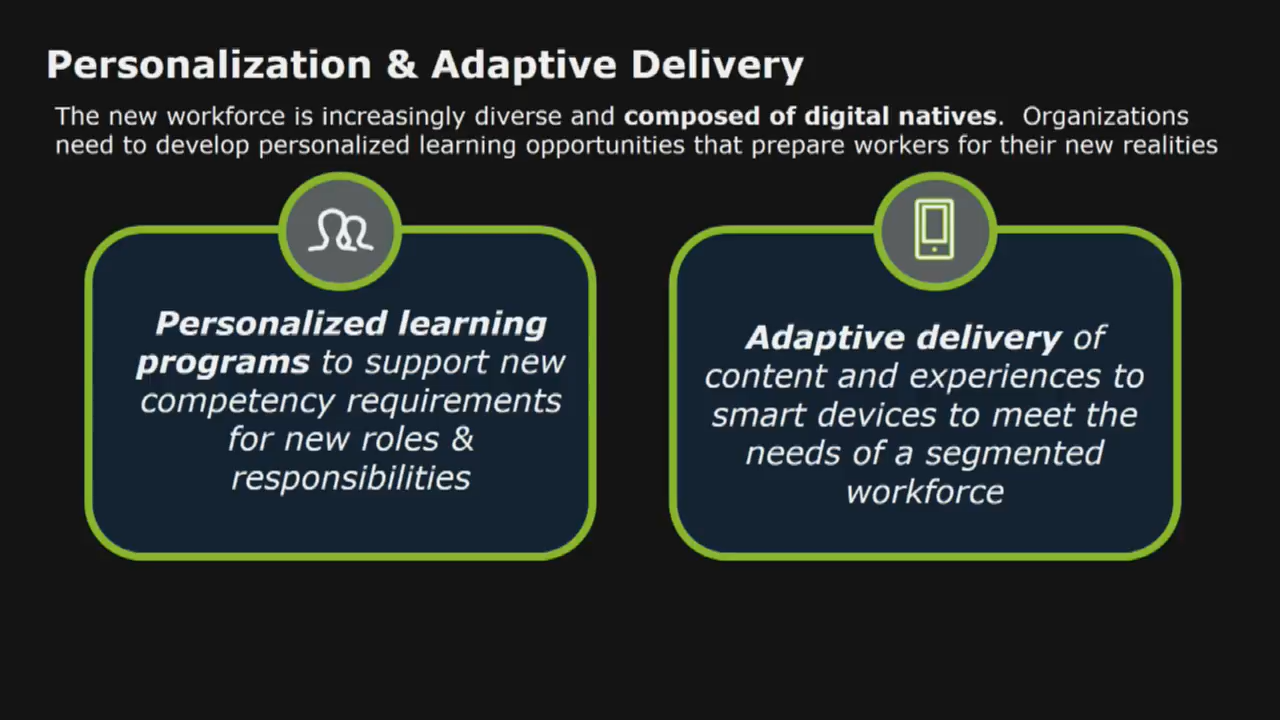 Personalization & Adaptive Delivery
The new workforce is increasingly diverse and composed of digital natives.  Organizations
need to develop personalized learning opportunities that prepare workers for their new realities
Personalized learning
programs to support new
competency requirements
for new roles &
responsibilities
Adaptive delivery of
content and experiences to
smart devices to meet the
needs of a segmented
workforce